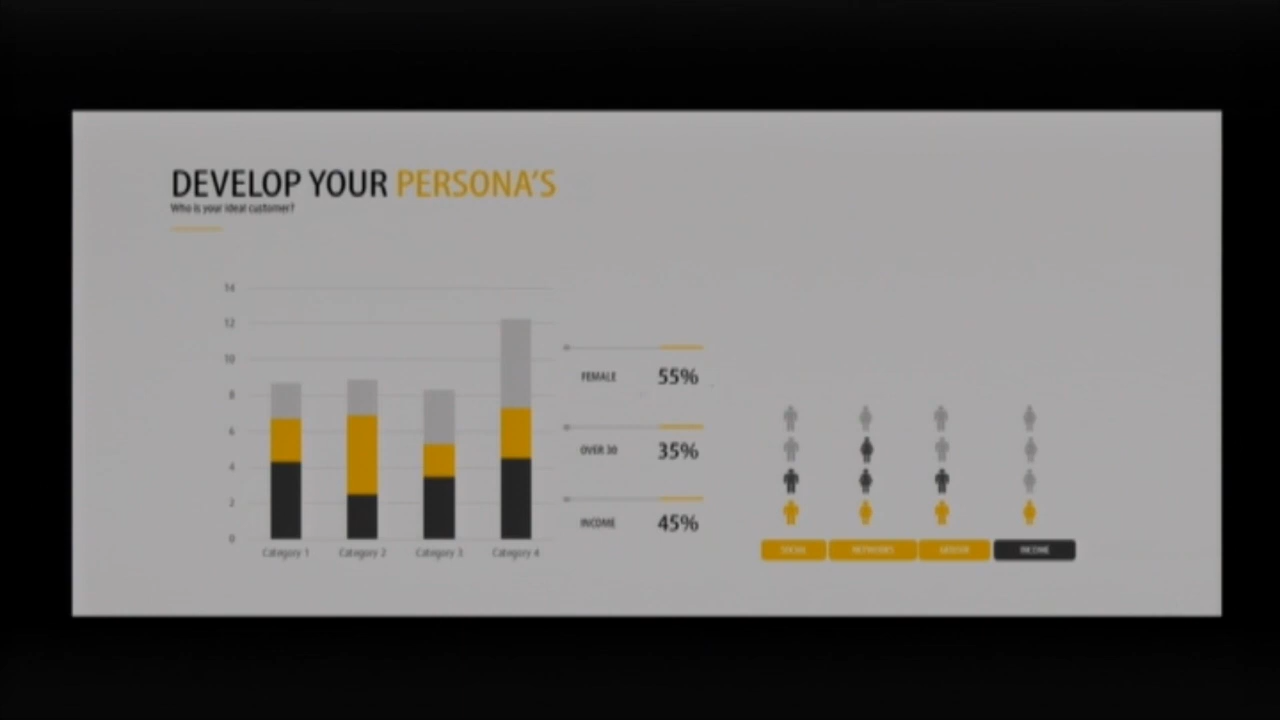 DEVELOP YOUR PERSONA'S
Who is your ideal customer?
14
12
10
8
6
4
2
0
Category 1
Category 2
Category 3
Category 4
FEMALE 55%
OVER 30 35%
INCOME 45%
SOCIAL
NETWORKS
INCOME